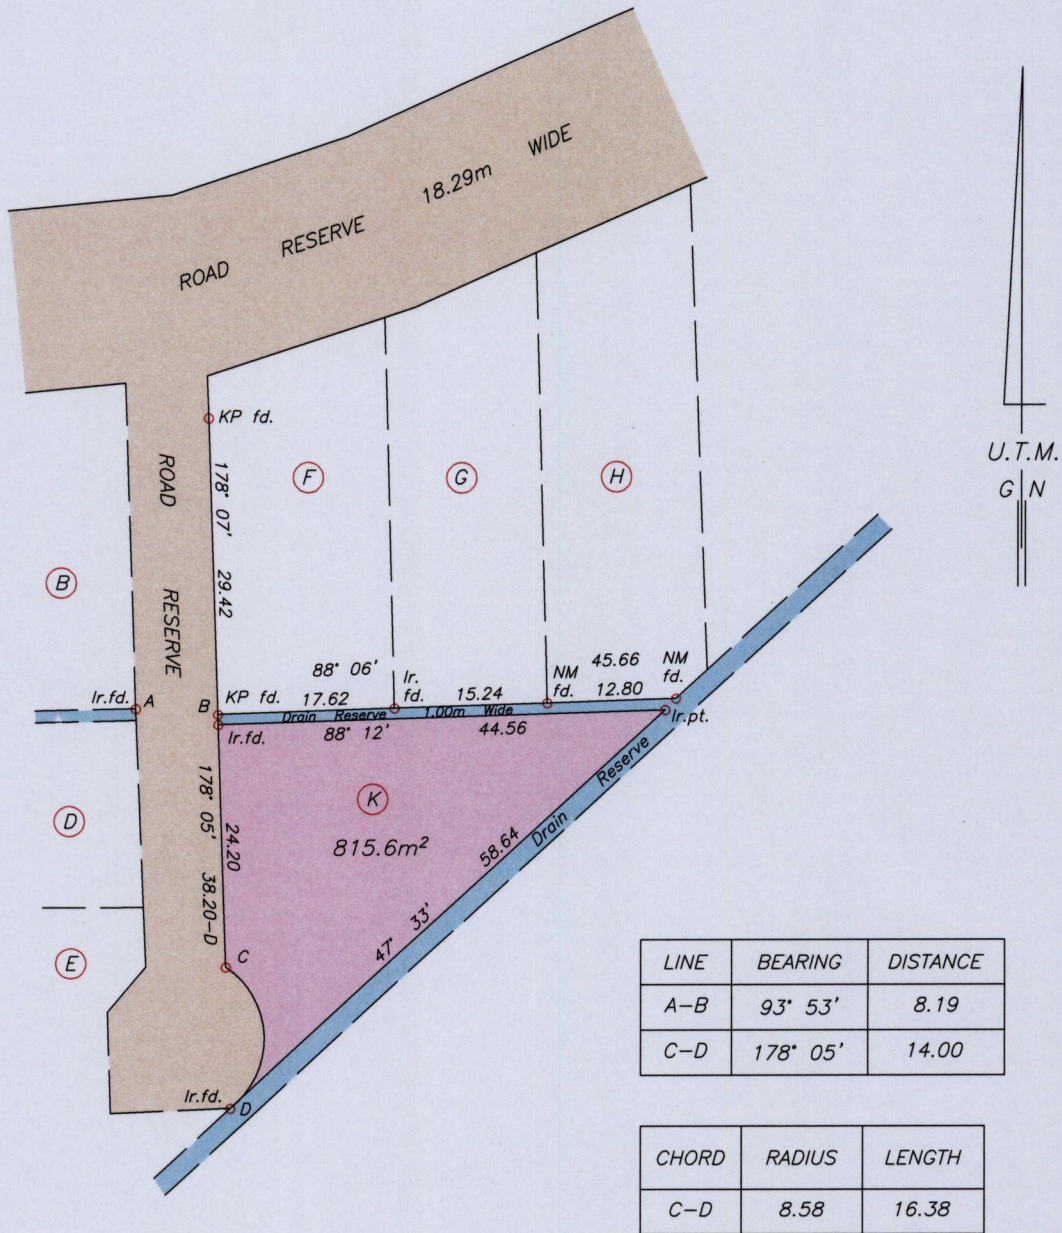 ROAD RESERVE 18.29m WIDE
U.T.M.
G N
KP fd.
ROAD RESERVE
178° 07' 29.42
F
G
H
B
88° 06'
45.66
Ir.fd.
A
B
KP fd.
17.62
Ir. fd.
15.24
NM fd.
12.80
NM fd.
Drain Reserve 1.00m Wide
Ir.fd.
88° 12'
44.56
Ir.pt.
D
178° 05' 38.20-D
24.20
K
815.6m²
58.64
47° 33'
Drain Reserve
E
C
Ir.fd.
D
LINE BEARING DISTANCE
A-B 93° 53' 8.19
C-D 178° 05' 14.00
CHORD RADIUS LENGTH
C-D 8.58 16.38